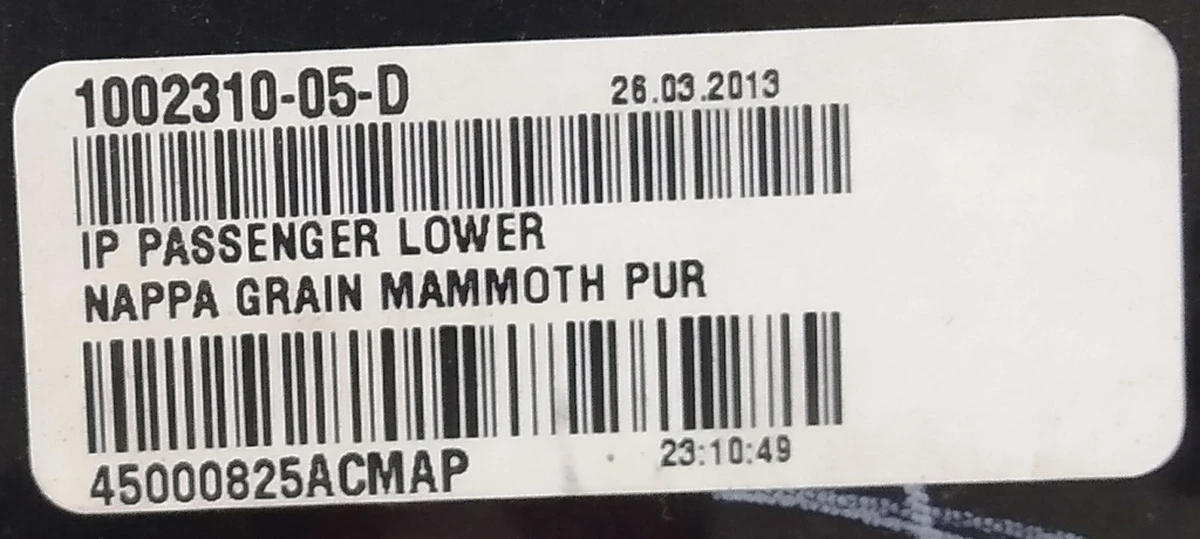 1002310-05-D 26.03.2013
IP PASSENGER LOWER
NAPPA GRAIN MAMMOTH PUR
23:10:49
45000825ACMAP